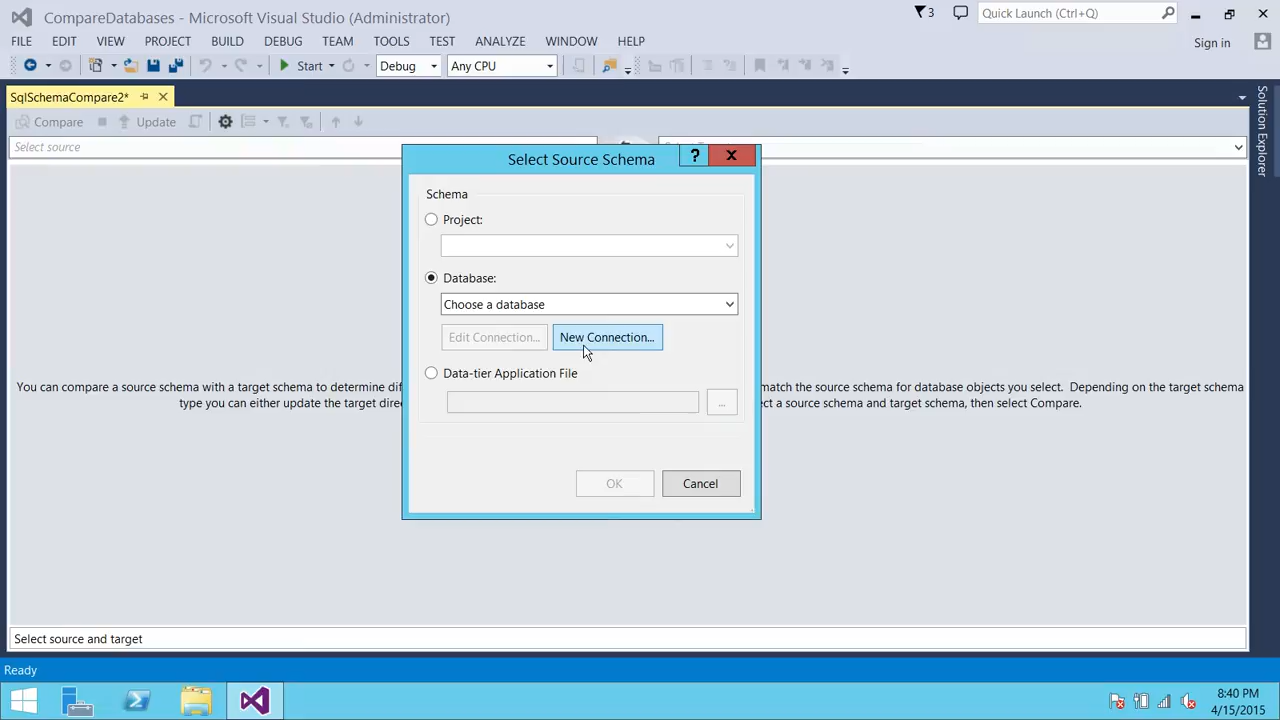 CompareDatabases - Microsoft Visual Studio (Administrator)
3
Quick Launch (Ctrl+Q)
FILE EDIT VIEW PROJECT BUILD DEBUG TEAM TOOLS TEST ANALYZE WINDOW HELP
Sign in
Start
Debug
Any CPU
SqlSchemaCompare2*
Compare
Update
Select source
Solution Explorer
Select Source Schema
?
Schema
Project:
Database:
Choose a database
Edit Connection...
New Connection...
Data-tier Application File
...
OK
Cancel
You can compare a source schema with a target schema to determine
match the source schema for database objects you select. Depending on the target schema
type you can either update the target
a source schema and target schema, then select Compare.
Select source and target
Ready
8:40 PM
4/15/2015